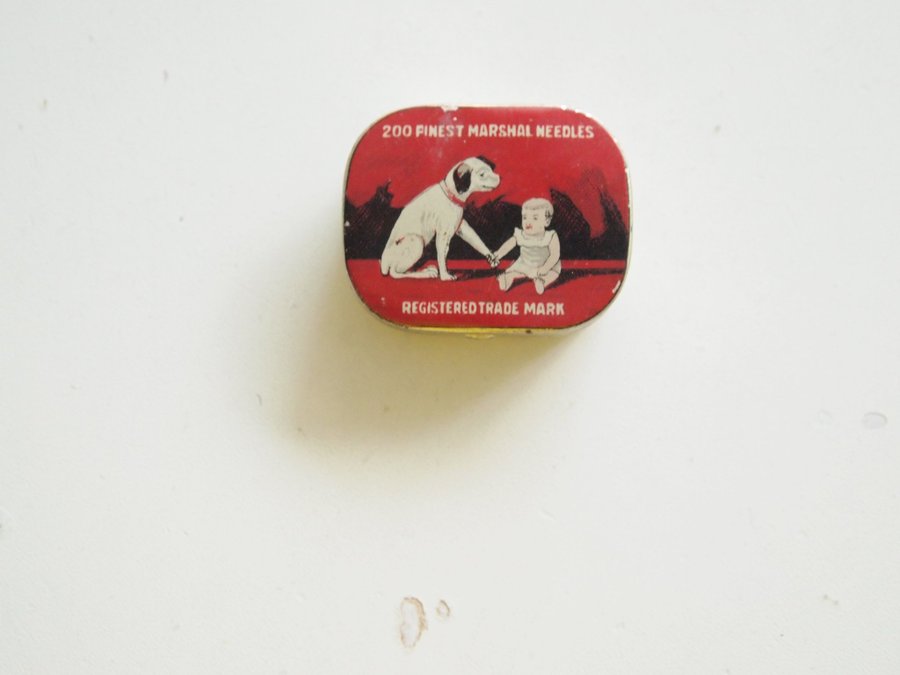 200 FINEST MARSHAL NEEDLES
REGISTERED TRADE MARK